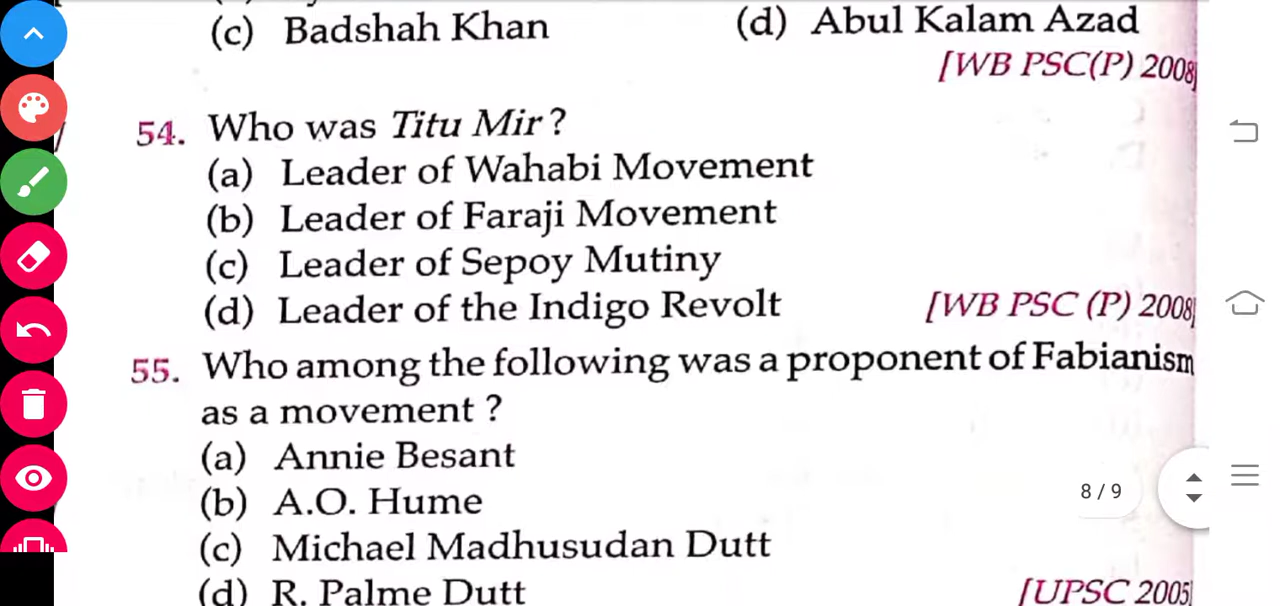 (c) Badshah Khan (d) Abul Kalam Azad
[WB PSC(P) 2008]
54. Who was Titu Mir?
(a) Leader of Wahabi Movement
(b) Leader of Faraji Movement
(c) Leader of Sepoy Mutiny
(d) Leader of the Indigo Revolt [WB PSC (P) 2008]
55. Who among the following was a proponent of Fabianism
as a movement ?
(a) Annie Besant
(b) A.O. Hume
8 / 9
(c) Michael Madhusudan Dutt
(d) R. Palme Dutt [UPSC 2005]